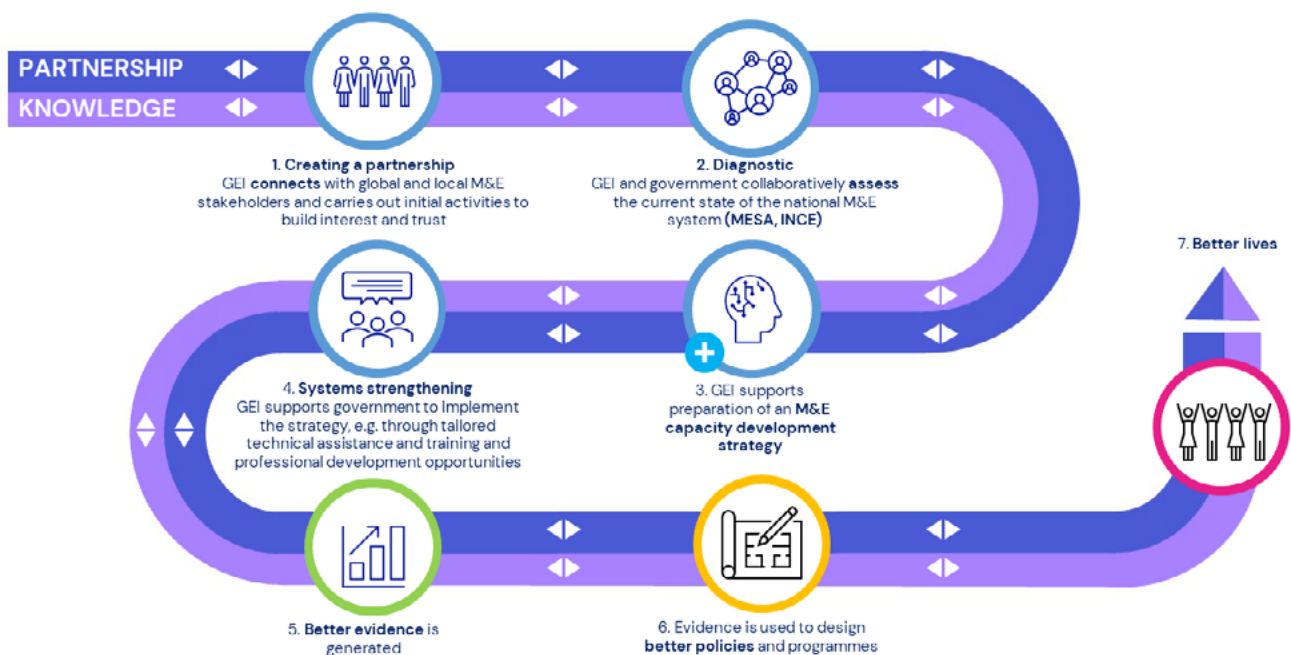 PARTNERSHIP
KNOWLEDGE
1. Creating a partnership
GEI connects with global and local M&E
stakeholders and carries out initial activities to
build interest and trust
2. Diagnostic
GEI and government collaboratively assess
the current state of the national M&E
system (MESA, INCE)
7. Better lives
4. Systems strengthening
GEI supports government to implement
the strategy, e.g. through tailored
technical assistance and training and
professional development opportunities
3. GEI supports
preparation of an M&E
capacity development
strategy
5. Better evidence is
generated
6. Evidence is used to design
better policies and programmes